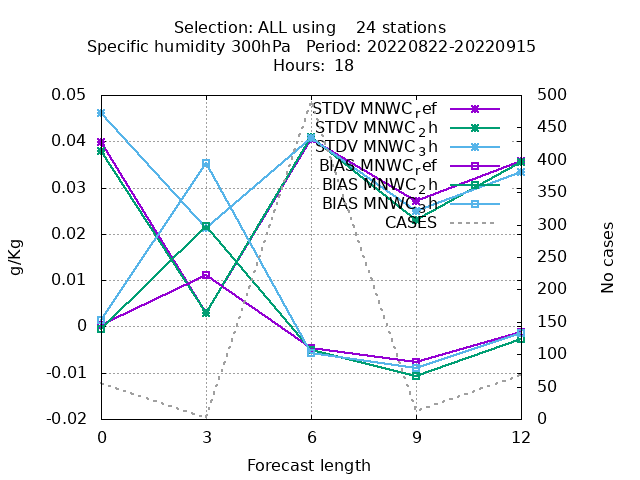 Selection: ALL using    24 stations
Specific humidity 300hPa   Period: 20220822-20220915
Hours:  18
STDV MNWC_ref
STDV MNWC_2h
STDV MNWC_3h
BIAS MNWC_ref
BIAS MNWC_2h
BIAS MNWC_3h
CASES
0.05
0.04
0.03
0.02
0.01
0
-0.01
-0.02
g/Kg
500
450
400
350
300
250
200
150
100
50
0
No cases
0 3 6 9 12
Forecast length